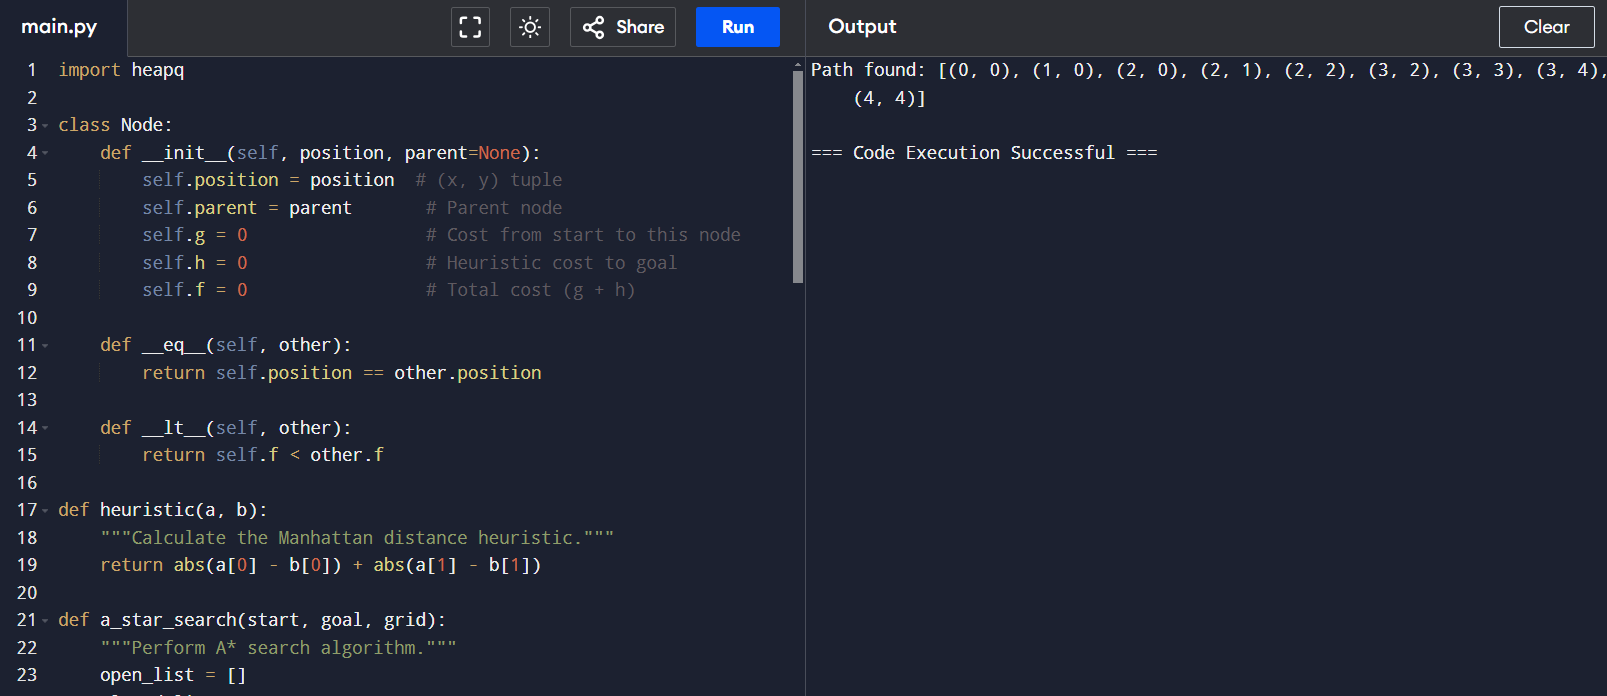 main.py
Share
Run
Output
Clear
1 import heapq
2
3 class Node:
4     def __init__(self, position, parent=None):
5         self.position = position  # (x, y) tuple
6         self.parent = parent       # Parent node
7         self.g = 0                 # Cost from start to this node
8         self.h = 0                 # Heuristic cost to goal
9         self.f = 0                 # Total cost (g + h)
10
11     def __eq__(self, other):
12         return self.position == other.position
13
14     def __lt__(self, other):
15         return self.f < other.f
16
17 def heuristic(a, b):
18     """Calculate the Manhattan distance heuristic."""
19     return abs(a[0] - b[0]) + abs(a[1] - b[1])
20
21 def a_star_search(start, goal, grid):
22     """Perform A* search algorithm."""
23     open_list = []
Path found: [(0, 0), (1, 0), (2, 0), (2, 1), (2, 2), (3, 2), (3, 3), (3, 4),
    (4, 4)]
=== Code Execution Successful ===